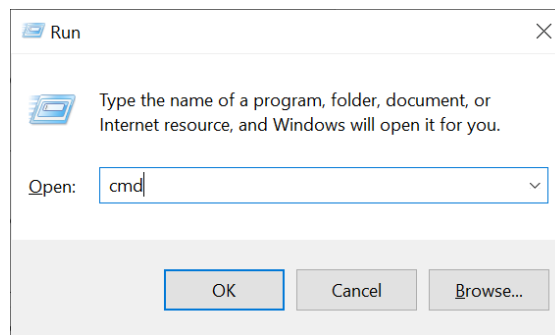 Run
Type the name of a program, folder, document, or
Internet resource, and Windows will open it for you.
Open: cmd
OK Cancel Browse...